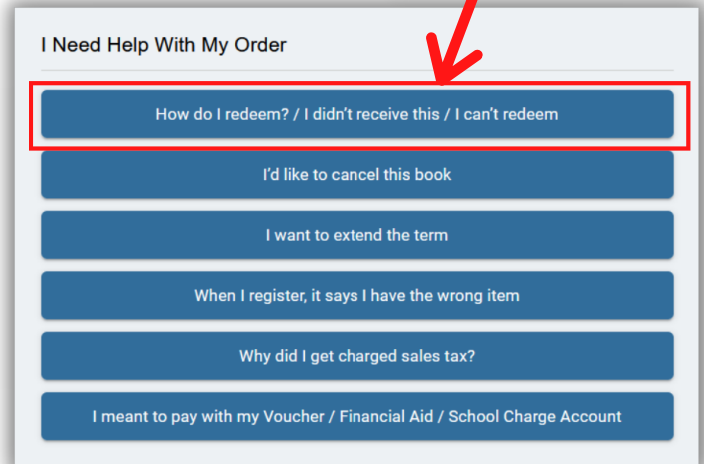 I Need Help With My Order
How do I redeem? / I didn't receive this / I can't redeem
I'd like to cancel this book
I want to extend the term
When I register, it says I have the wrong item
Why did I get charged sales tax?
I meant to pay with my Voucher / Financial Aid / School Charge Account